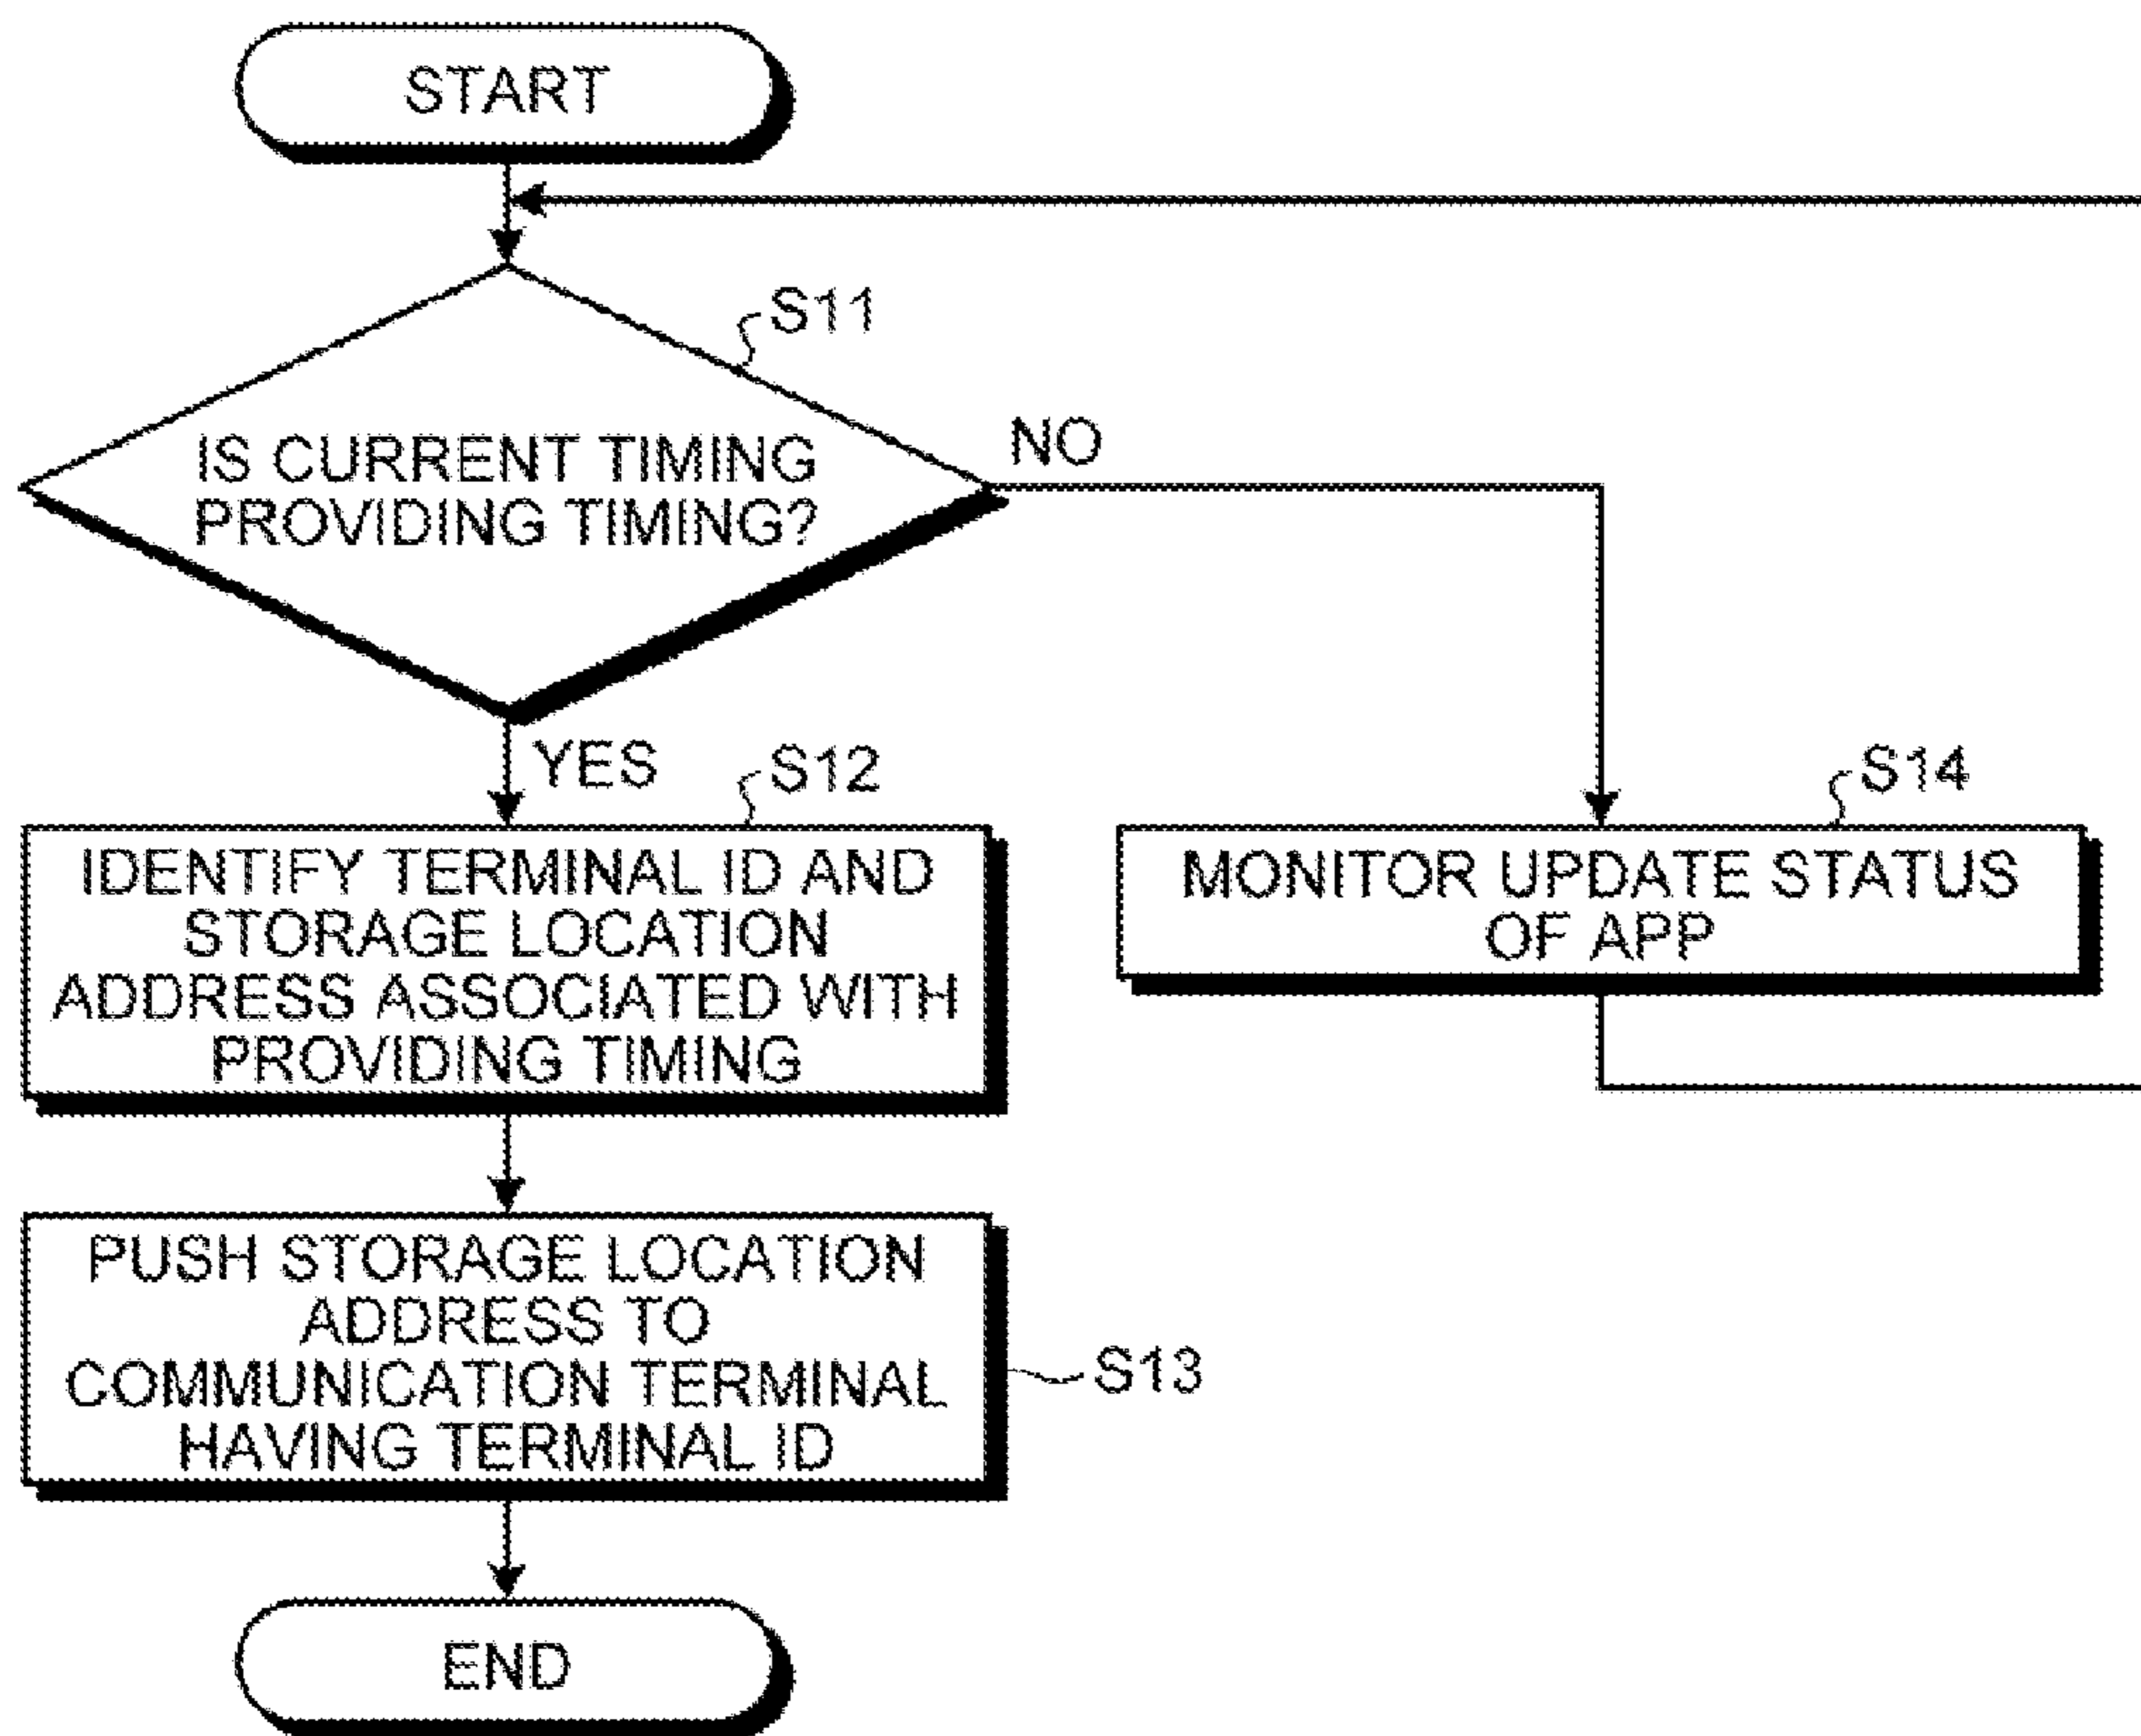 START
S11
IS CURRENT TIMING
PROVIDING TIMING?
NO
YES
S12
IDENTIFY TERMINAL ID AND
STORAGE LOCATION
ADDRESS ASSOCIATED WITH
PROVIDING TIMING
S14
MONITOR UPDATE STATUS
OF APP
PUSH STORAGE LOCATION
ADDRESS TO
COMMUNICATION TERMINAL
HAVING TERMINAL ID
S13
END